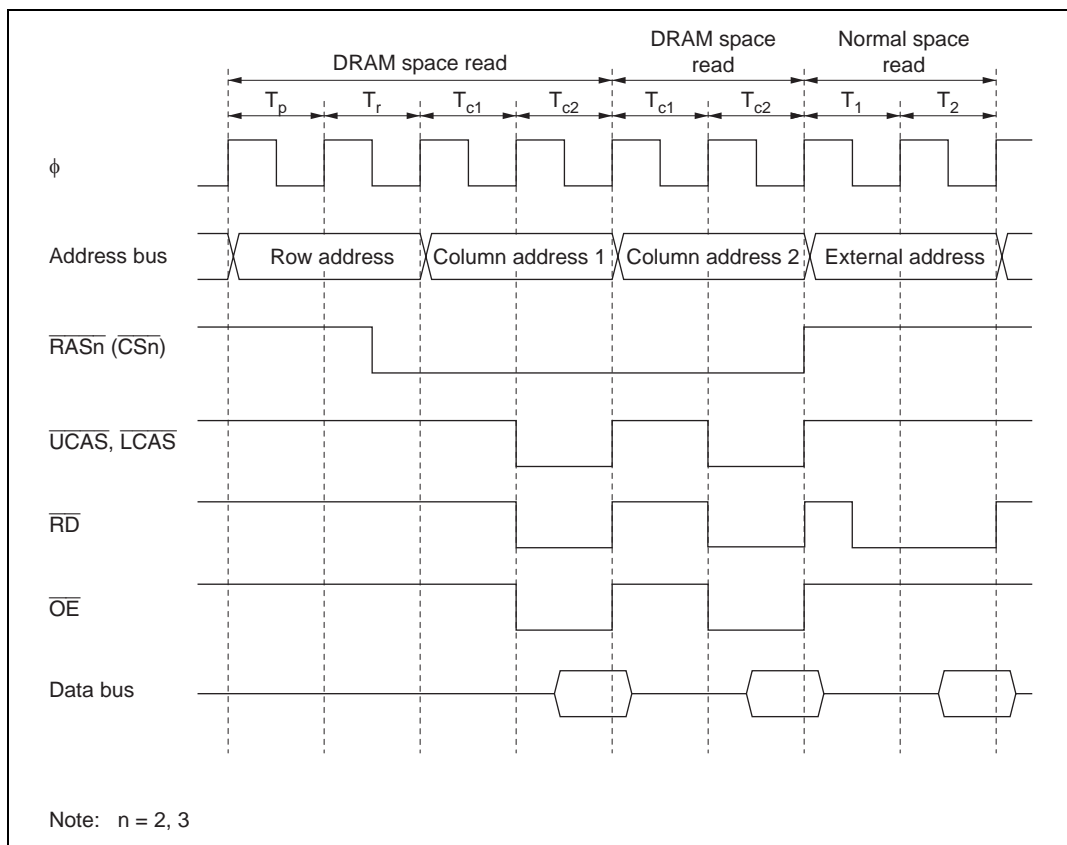 DRAM space read
DRAM space
read
Normal space
read
Tp Tr Tc1 Tc2 Tc1 Tc2 T1 T2
φ
Address bus
Row address Column address 1 Column address 2 External address
RASn (CSn)
UCAS, LCAS
RD
OE
Data bus
Note: n = 2, 3